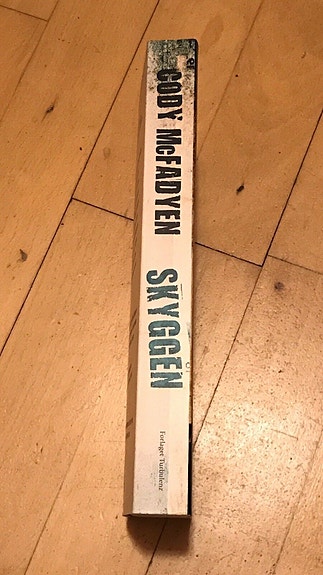 CODY McFADYEN
SKYGGEN
Forlaget Turbulenz